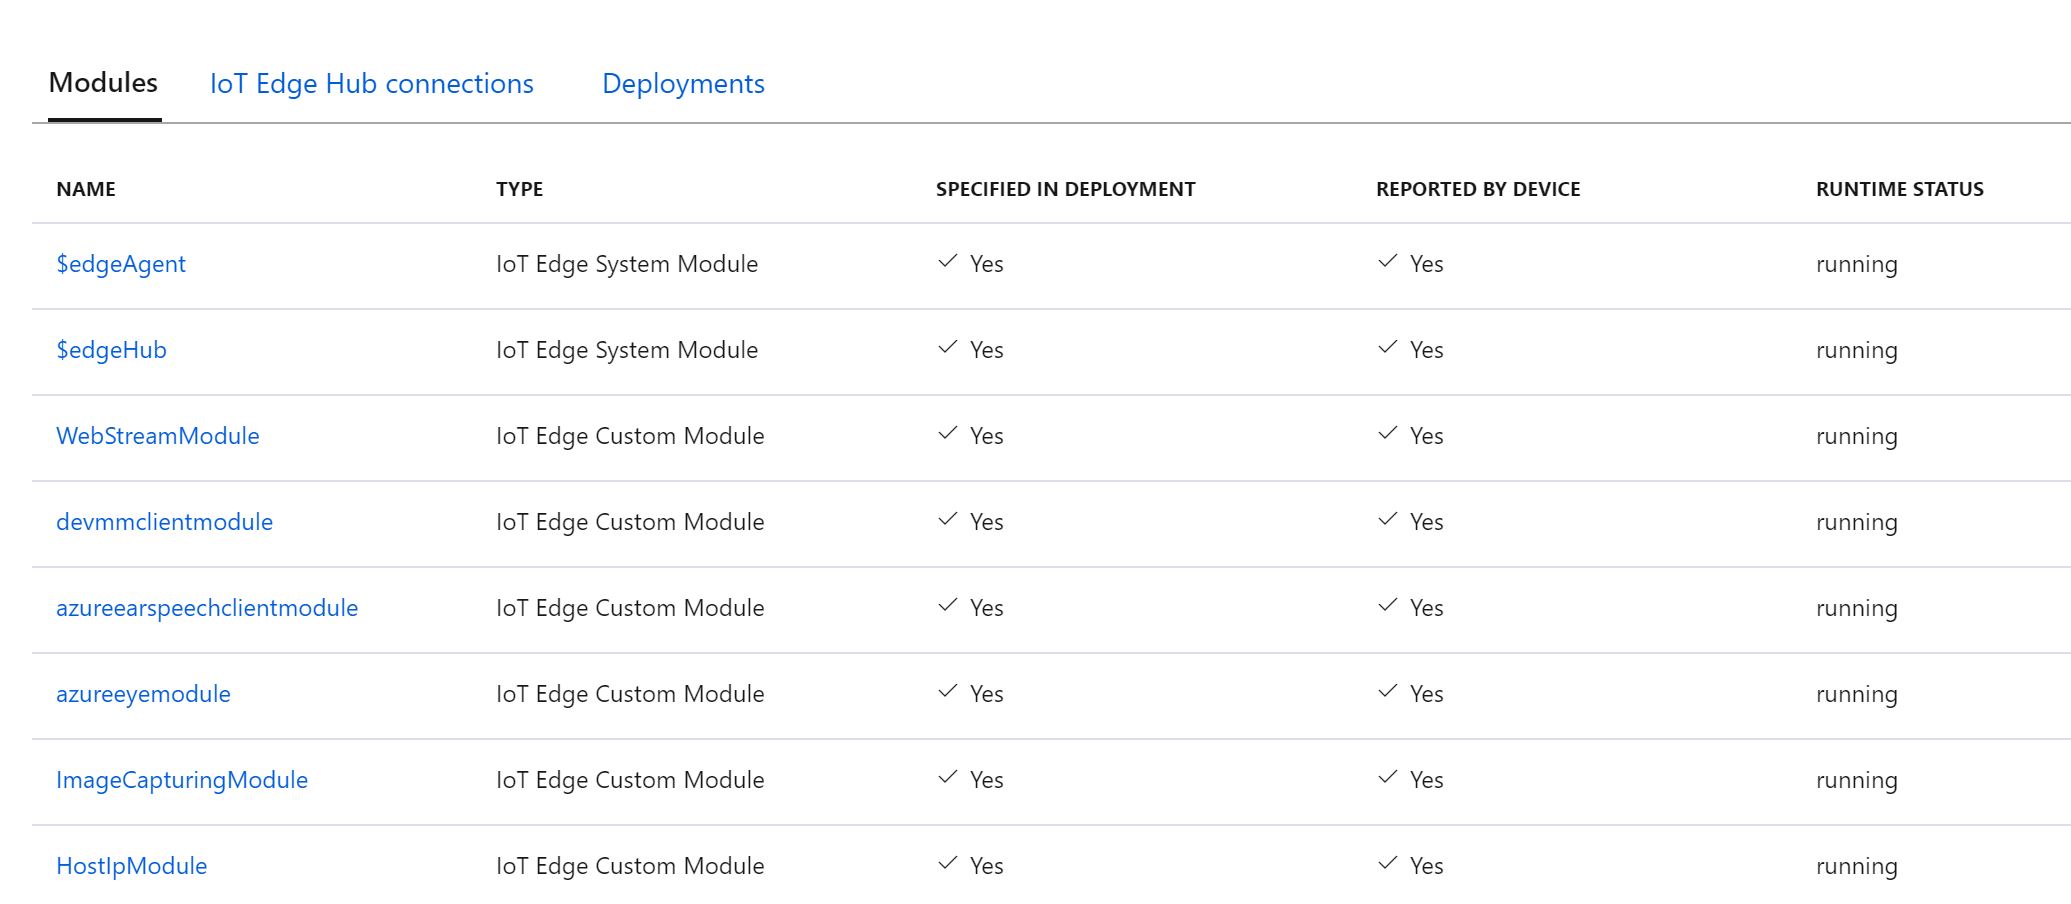 Modules IoT Edge Hub connections Deployments
NAME TYPE SPECIFIED IN DEPLOYMENT REPORTED BY DEVICE RUNTIME STATUS
$edgeAgent IoT Edge System Module Yes Yes running
$edgeHub IoT Edge System Module Yes Yes running
WebStreamModule IoT Edge Custom Module Yes Yes running
devmmclientmodule IoT Edge Custom Module Yes Yes running
azureearspeechclientmodule IoT Edge Custom Module Yes Yes running
azureeyemodule IoT Edge Custom Module Yes Yes running
ImageCapturingModule IoT Edge Custom Module Yes Yes running
HostIpModule IoT Edge Custom Module Yes Yes running